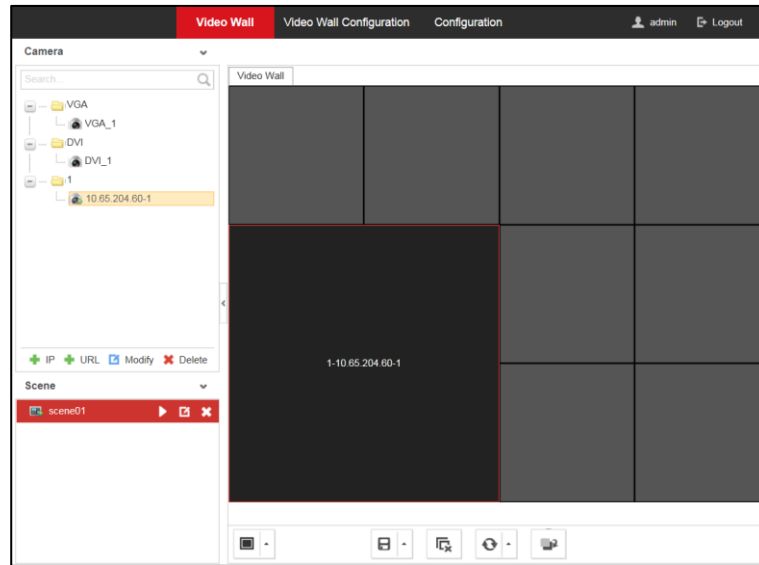 Video Wall Video Wall Configuration Configuration admin Logout
Camera
Search...
Video Wall
VGA
VGA_1
DVI
DVI_1
1
10.65.204.60-1
IP URL Modify Delete
1-10.65.204.60-1
Scene
scene01